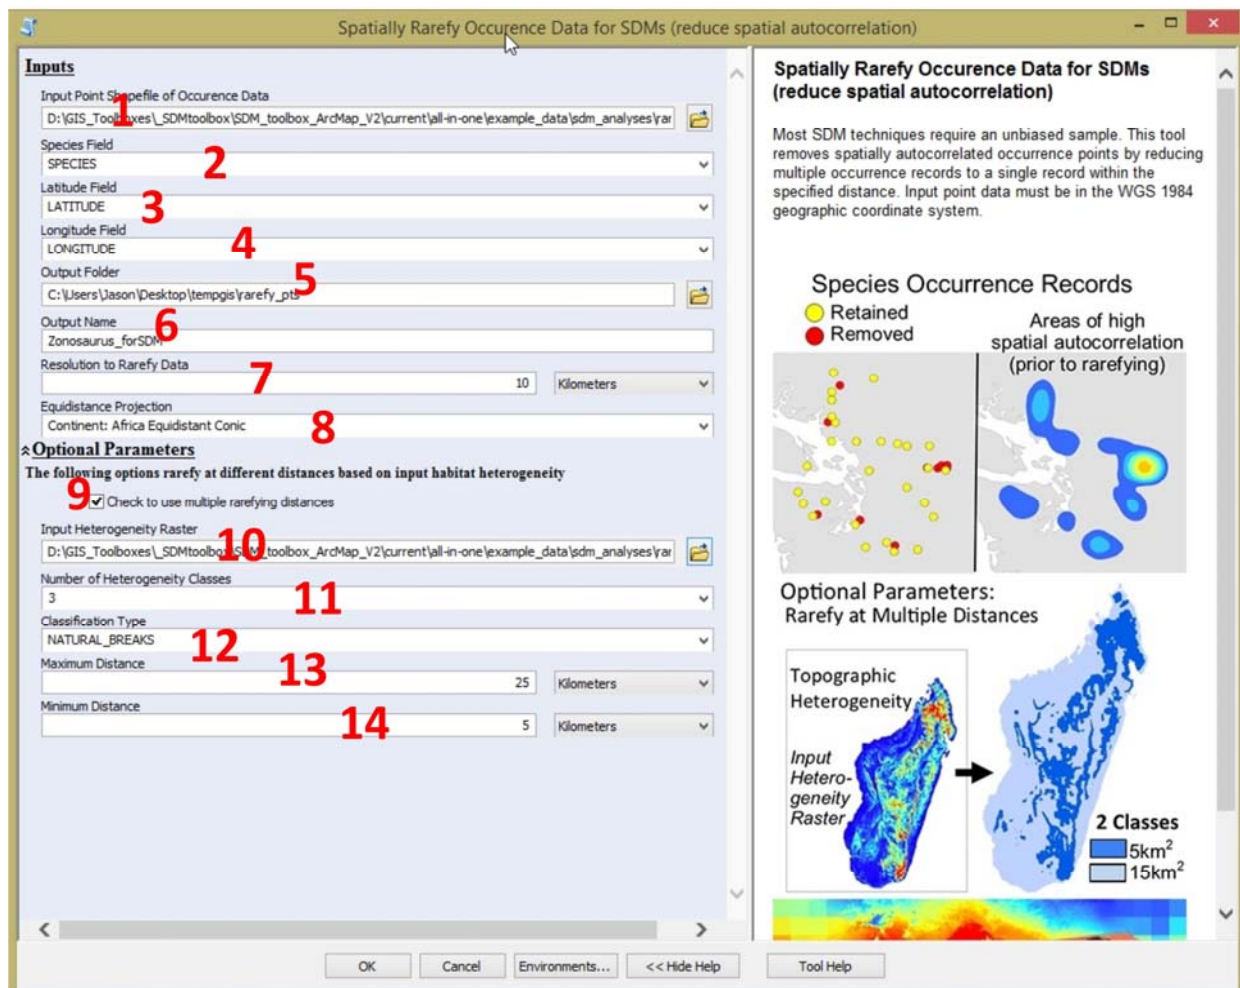 Spatially Rarefy Occurence Data for SDMs (reduce spatial autocorrelation)
Inputs
Input Point Shapefile of Occurence Data
1
D:\GIS_Toolboxes\_SDMtoolbox\SDM_toolbox_ArcMap_V2\current\all-in-one\example_data\sdm_analyses\rar
Species Field
2
SPECIES
Latitude Field
3
LATITUDE
Longitude Field
4
LONGITUDE
Output Folder
5
C:\Users\Jason\Desktop\tempgis\rarefy_pts
Output Name
6
Zonosaurus_forSDM
Resolution to Rarefy Data
7
10 Kilometers
Equidistance Projection
8
Continent: Africa Equidistant Conic
Optional Parameters
The following options rarefy at different distances based on input habitat heterogeneity
9
Check to use multiple rarefying distances
Input Heterogeneity Raster
10
D:\GIS_Toolboxes\_SDMtoolbox\SDM_toolbox_ArcMap_V2\current\all-in-one\example_data\sdm_analyses\rar
Number of Heterogeneity Classes
11
3
Classification Type
12
NATURAL_BREAKS
Maximum Distance
13
25 Kilometers
Minimum Distance
14
5 Kilometers
Spatially Rarefy Occurence Data for SDMs
(reduce spatial autocorrelation)
Most SDM techniques require an unbiased sample. This tool
removes spatially autocorrelated occurrence points by reducing
multiple occurrence records to a single record within the
specified distance. Input point data must be in the WGS 1984
geographic coordinate system.
Species Occurrence Records
Retained
Removed
Areas of high
spatial autocorrelation
(prior to rarefying)
Optional Parameters:
Rarefy at Multiple Distances
Topographic
Heterogeneity
Input
Hetero-
geneity
Raster
2 Classes
5km²
15km²
OK Cancel Environments... << Hide Help Tool Help